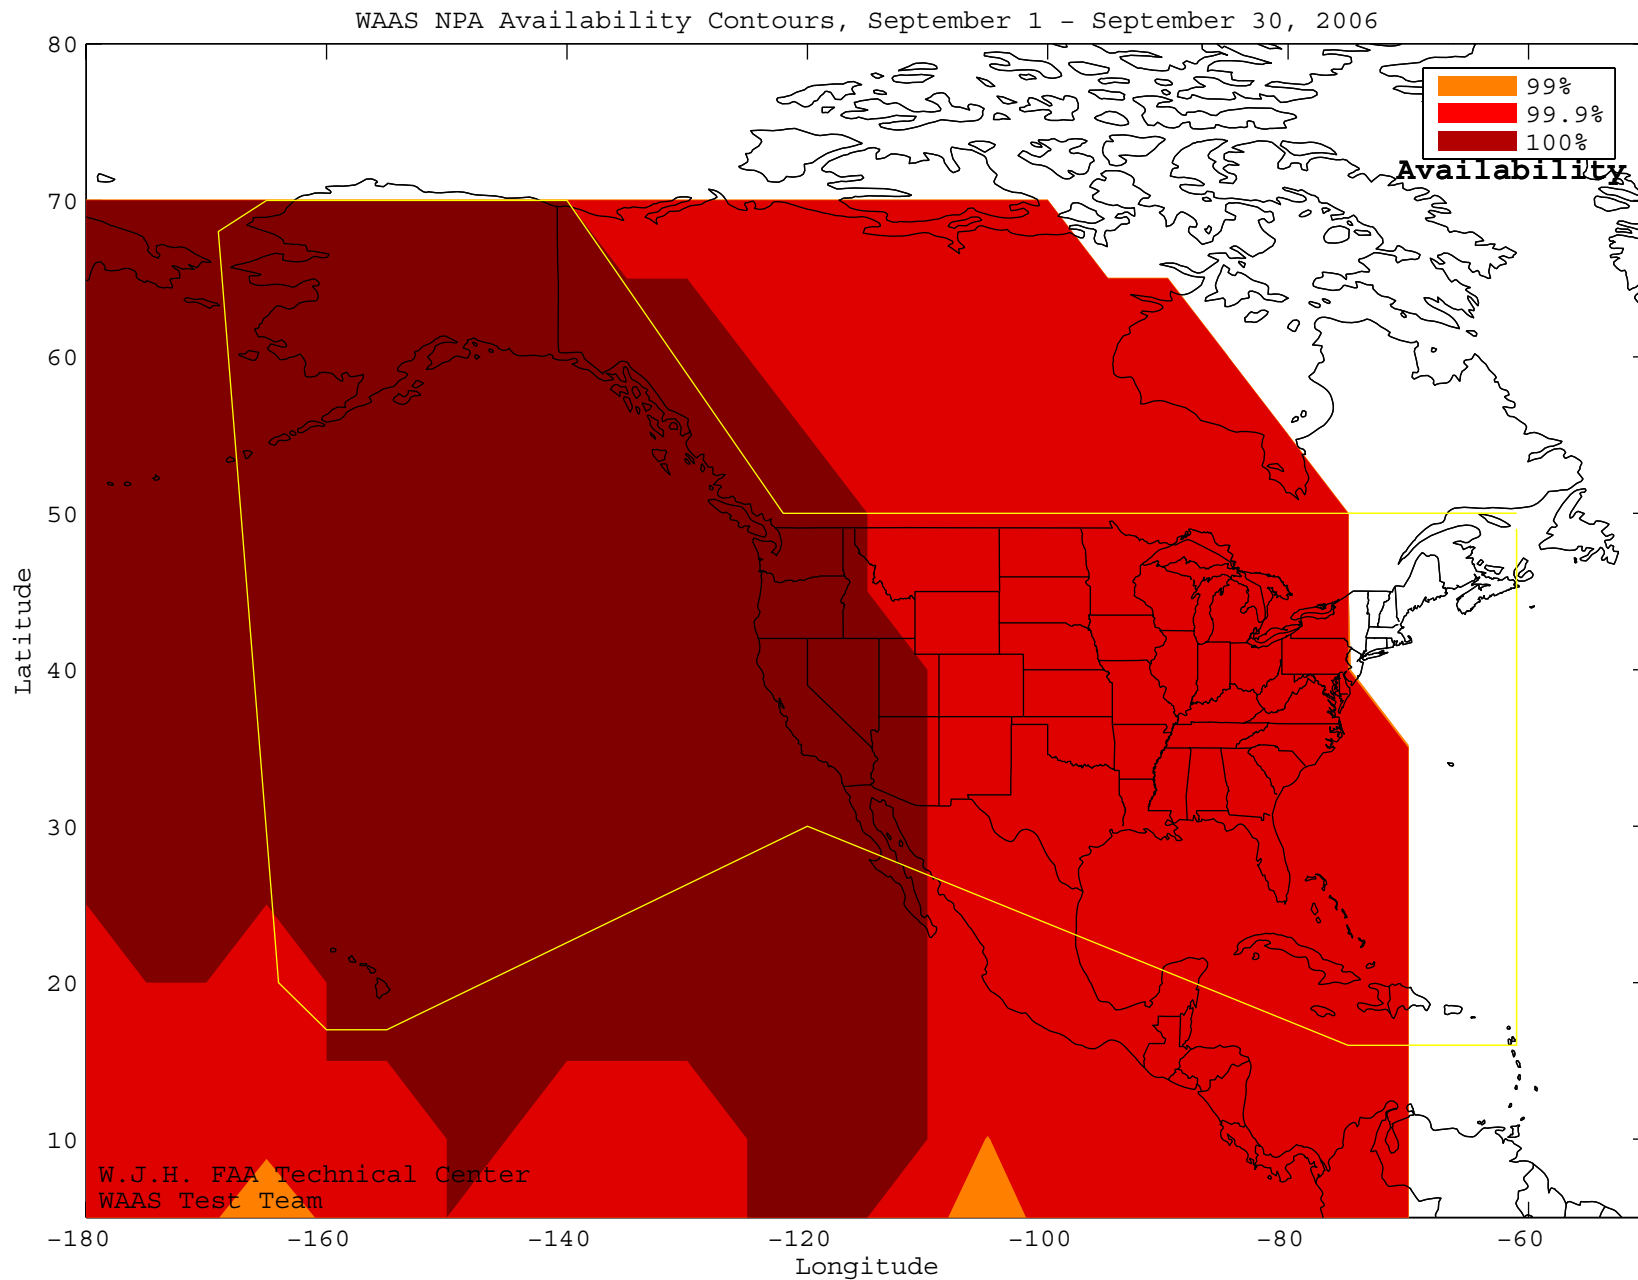 WAAS NPA Availability Contours, September 1 - September 30, 2006
99%
99.9%
100%
Availability
80
70
60
50
40
30
20
10
Latitude
W.J.H. FAA Technical Center
WAAS Test Team
-180 -160 -140 -120 -100 -80 -60
Longitude